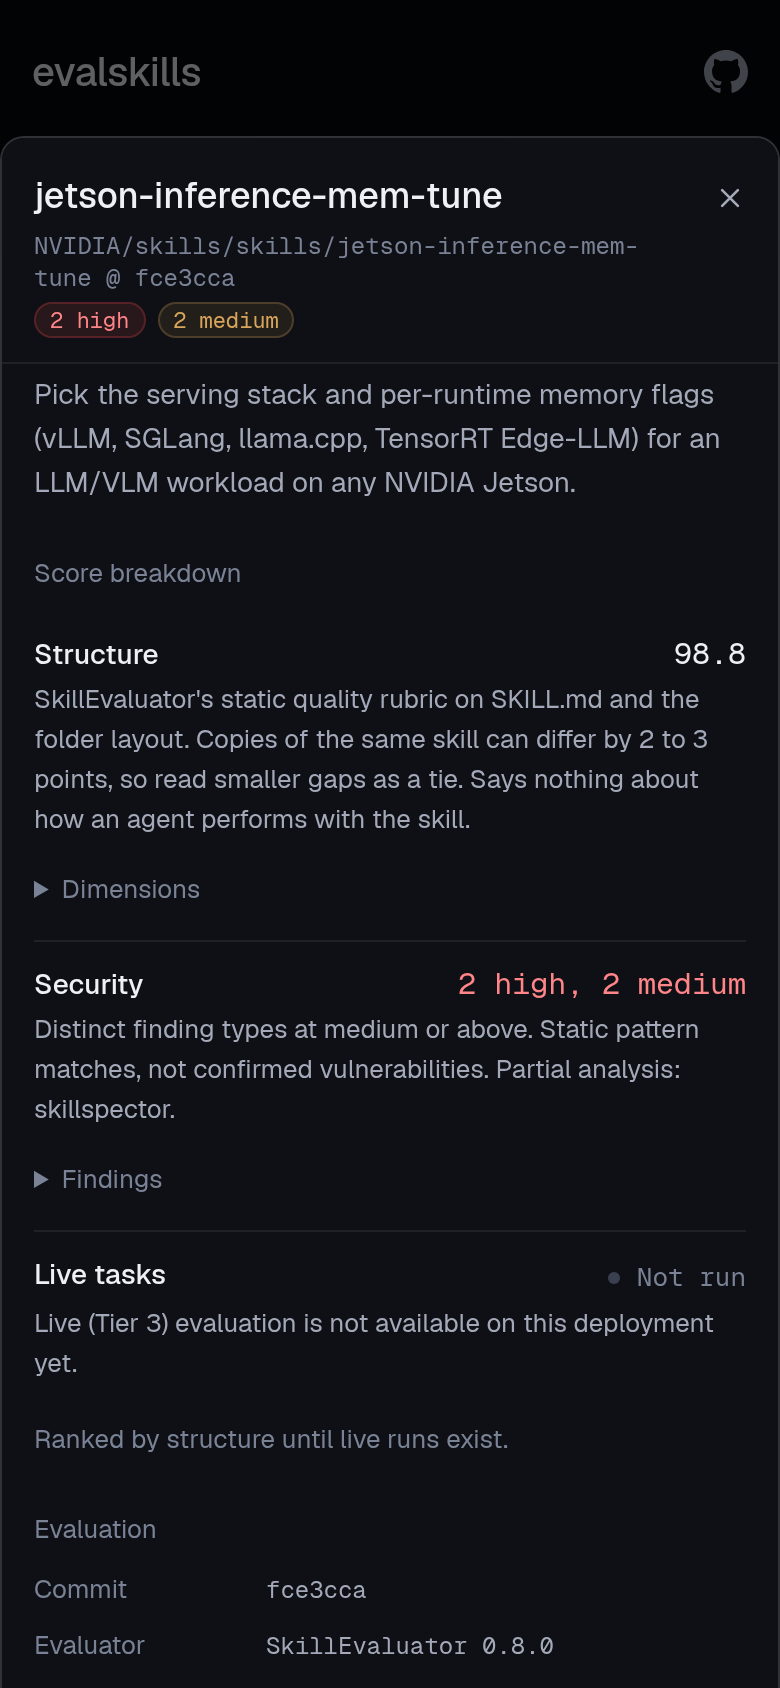 evalskills
jetson-inference-mem-tune
NVIDIA/skills/skills/jetson-inference-mem-
tune @ fce3cca
2 high
2 medium
Pick the serving stack and per-runtime memory flags
(vLLM, SGLang, llama.cpp, TensorRT Edge-LLM) for an
LLM/VLM workload on any NVIDIA Jetson.
Score breakdown
Structure 98.8
SkillEvaluator's static quality rubric on SKILL.md and the
folder layout. Copies of the same skill can differ by 2 to 3
points, so read smaller gaps as a tie. Says nothing about
how an agent performs with the skill.
Dimensions
Security 2 high, 2 medium
Distinct finding types at medium or above. Static pattern
matches, not confirmed vulnerabilities. Partial analysis:
skillspector.
Findings
Live tasks Not run
Live (Tier 3) evaluation is not available on this deployment
yet.
Ranked by structure until live runs exist.
Evaluation
Commit fce3cca
Evaluator SkillEvaluator 0.8.0